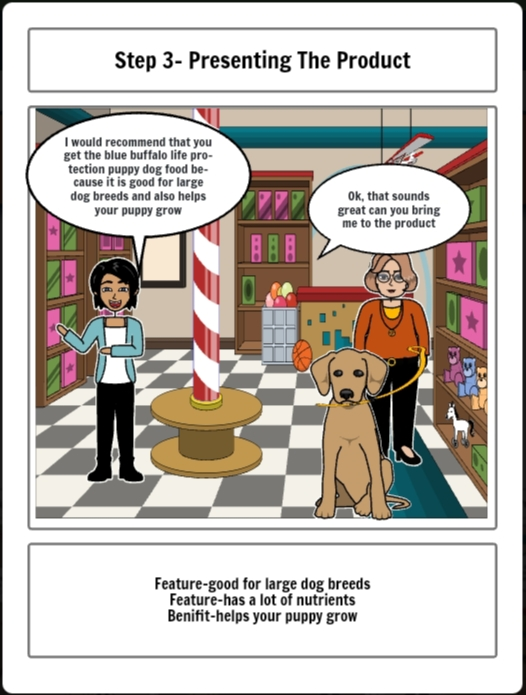 Step 3- Presenting The Product
I would recommend that you
get the blue buffalo life pro-
tection puppy dog food be-
cause it is good for large
dog breeds and also helps
your puppy grow
Ok, that sounds
great can you bring
me to the product
Feature-good for large dog breeds
Feature-has a lot of nutrients
Benifit-helps your puppy grow